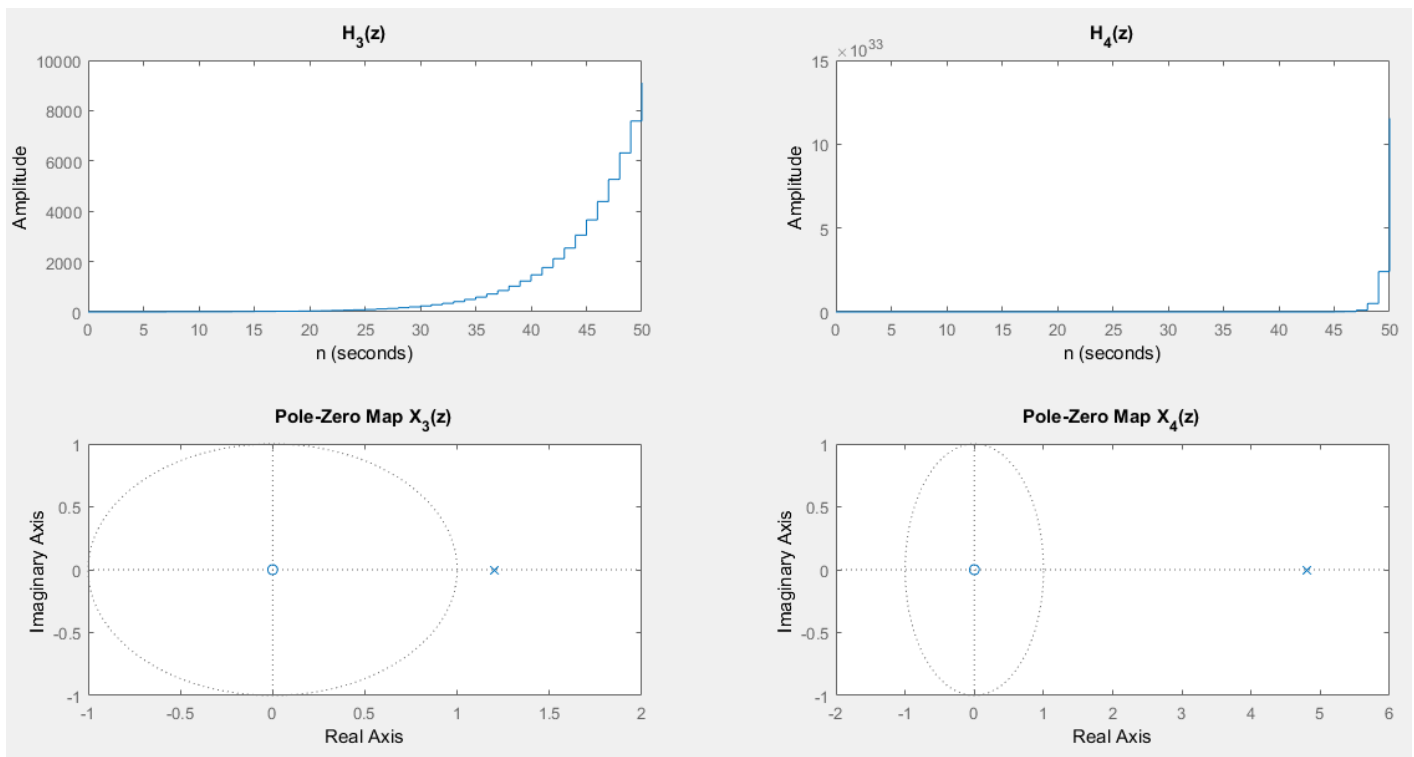 H3(z)
10000
8000
6000
4000
2000
0
Amplitude
0 5 10 15 20 25 30 35 40 45 50
n (seconds)
H4(z)
×10^33
15
10
5
0
Amplitude
0 5 10 15 20 25 30 35 40 45 50
n (seconds)
Pole-Zero Map X3(z)
1
0.5
0
-0.5
-1
Imaginary Axis
-1 -0.5 0 0.5 1 1.5 2
Real Axis
Pole-Zero Map X4(z)
1
0.5
0
-0.5
-1
Imaginary Axis
-2 -1 0 1 2 3 4 5 6
Real Axis